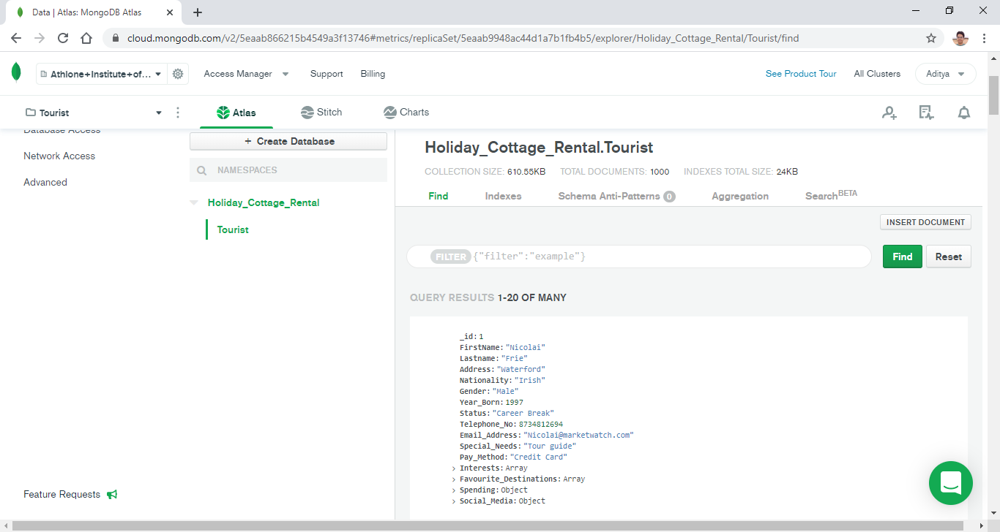 Data | Atlas: MongoDB Atlas
cloud.mongodb.com/v2/5eaab866215b4549a3f13746#metrics/replicaSet/5eaab9948ac44d1a7b1fb4b5/explorer/Holiday_Cottage_Rental/Tourist/find
Athlone+Institute+of... Access Manager Support Billing See Product Tour All Clusters Aditya
Tourist Atlas Stitch Charts
Database Access
Network Access
Advanced
Feature Requests
+ Create Database
NAMESPACES
Holiday_Cottage_Rental
Tourist
Holiday_Cottage_Rental.Tourist
COLLECTION SIZE: 610.55KB TOTAL DOCUMENTS: 1000 INDEXES TOTAL SIZE: 24KB
Find Indexes Schema Anti-Patterns 0 Aggregation Search BETA
INSERT DOCUMENT
FILTER {"filter":"example"} Find Reset
QUERY RESULTS 1-20 OF MANY
_id: 1
FirstName: "Nicolai"
Lastname: "Frie"
Address: "Waterford"
Nationality: "Irish"
Gender: "Male"
Year_Born: 1997
Status: "Career Break"
Telephone_No: 8734812694
Email_Address: "Nicolai@marketwatch.com"
Special_Needs: "Tour guide"
Pay_Method: "Credit Card"
> Interests: Array
> Favourite_Destinations: Array
> Spending: Object
> Social_Media: Object